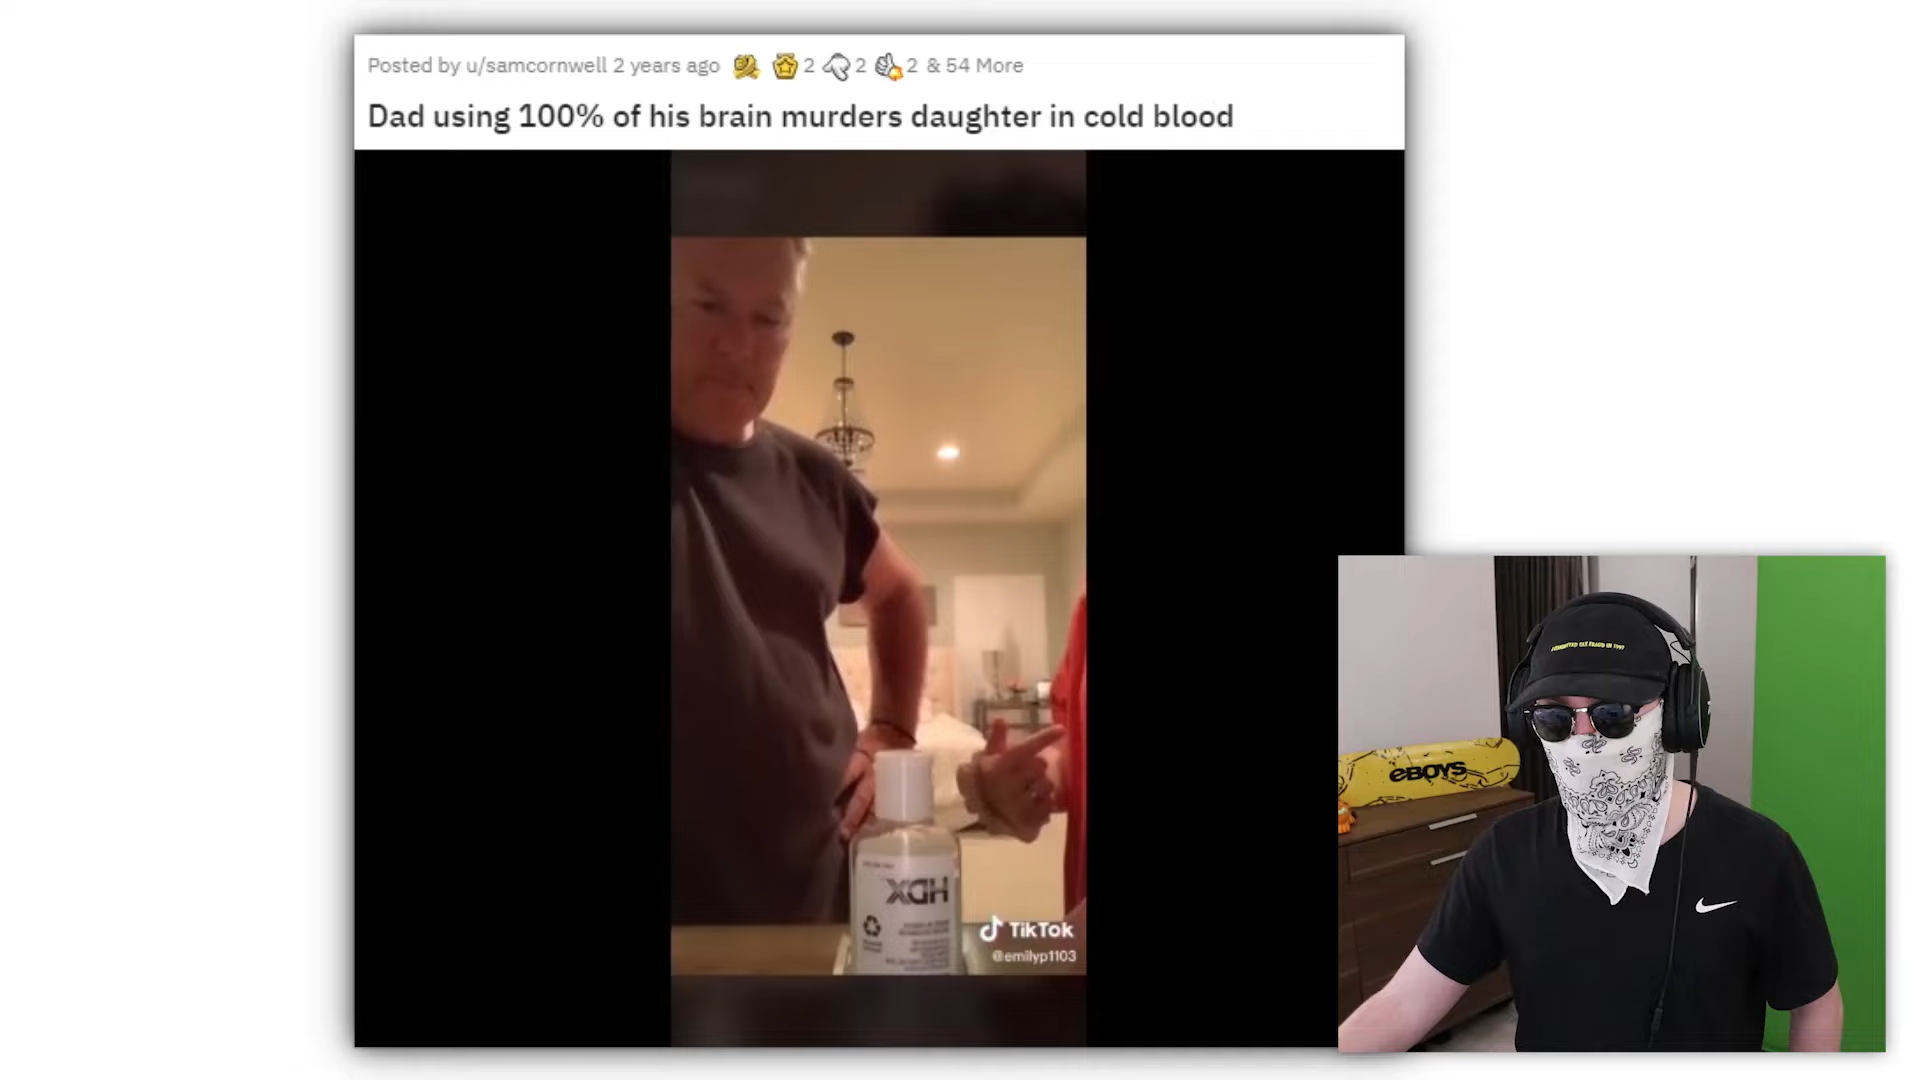 Posted by u/samcornwell 2 years ago 2 2 2 & 54 More
Dad using 100% of his brain murders daughter in cold blood
HDX
TikTok
@emilyp1103
eBOYS